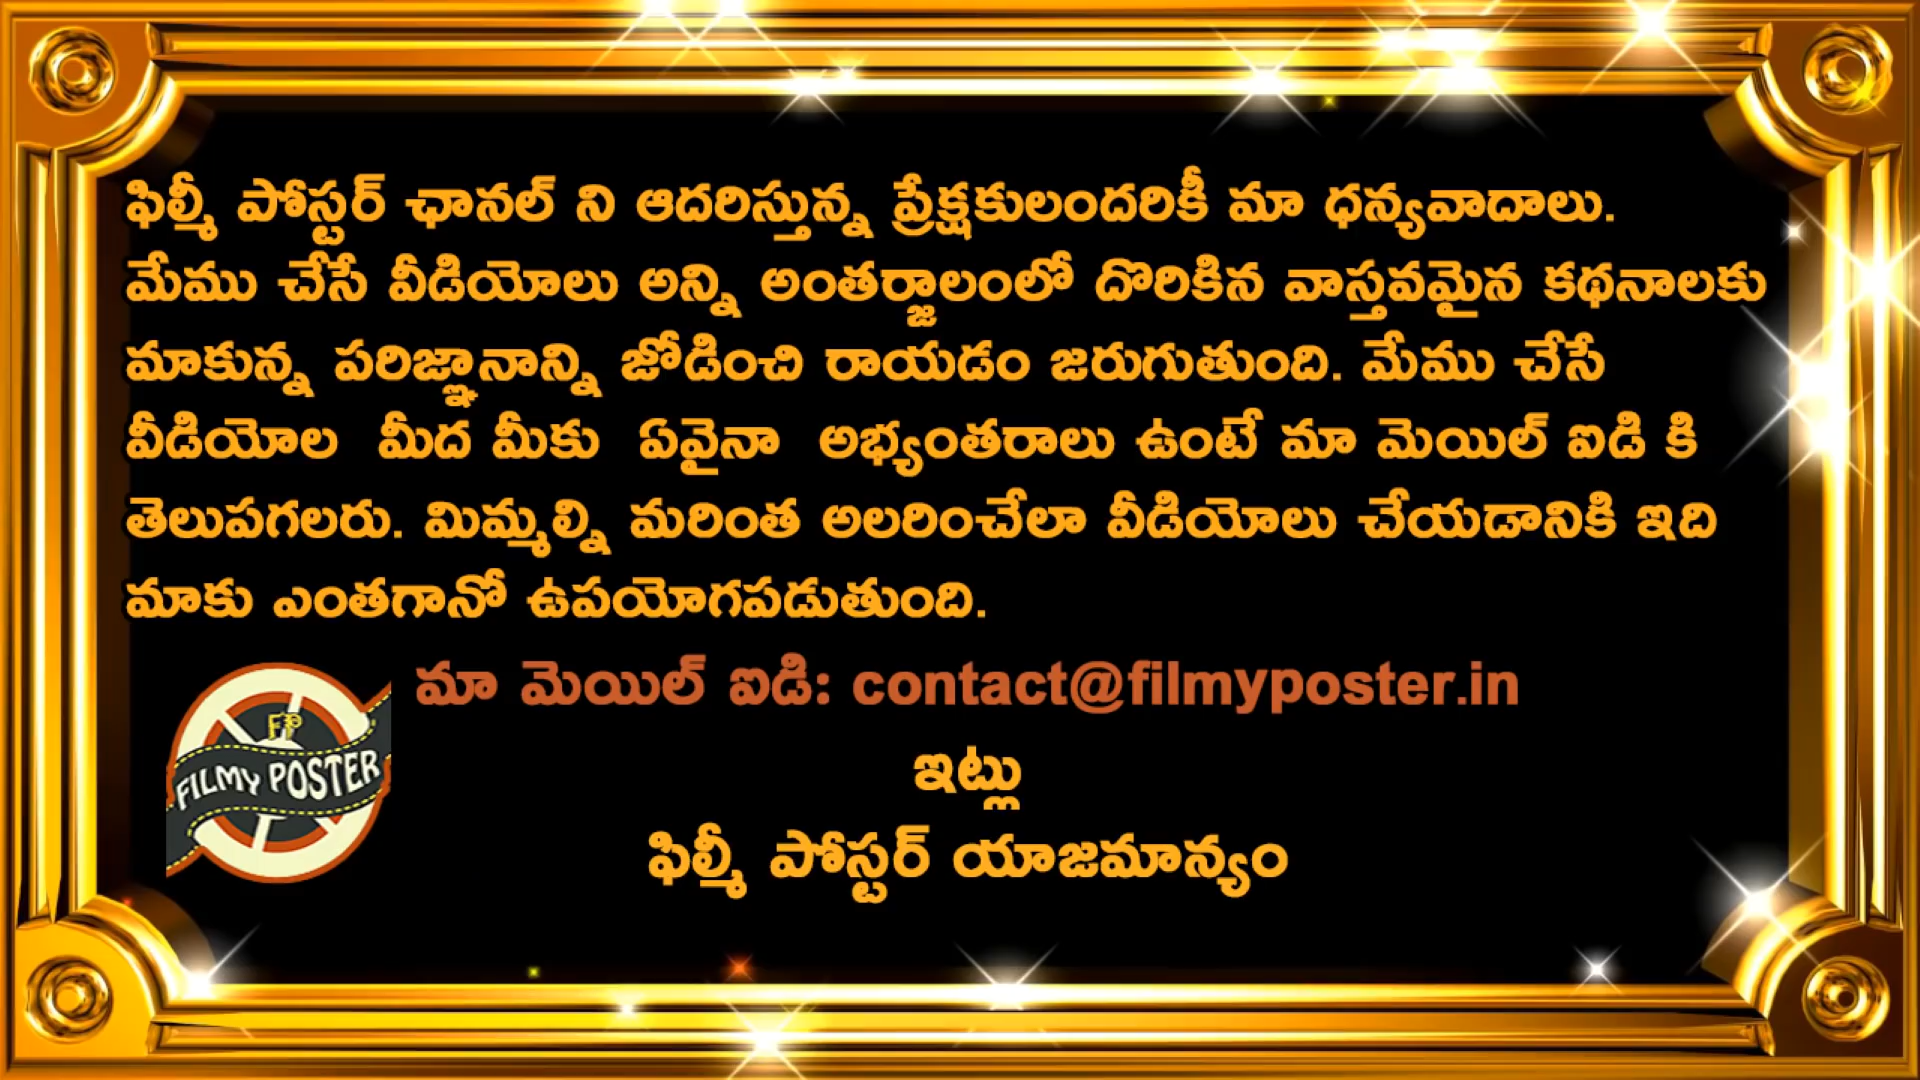 ఫిల్మీ పోస్టర్ ఛానల్ ని ఆదరిస్తున్న ప్రేక్షకులందరికీ మా ధన్యవాదాలు.
మేము చేసే వీడియోలు అన్ని అంతర్జాలంలో దొరికిన వాస్తవమైన కథనాలకు
మాకున్న పరిజ్ఞానాన్ని జోడించి రాయడం జరుగుతుంది. మేము చేసే
వీడియోల మీద మీకు ఏవైనా అభ్యంతరాలు ఉంటే మా మెయిల్ ఐడి కి
తెలుపగలరు. మిమ్మల్ని మరింత అలరించేలా వీడియోలు చేయడానికి ఇది
మాకు ఎంతగానో ఉపయోగపడుతుంది.
మా మెయిల్ ఐడి: contact@filmyposter.in
FP
FILMY POSTER
ఇట్లు
ఫిల్మీ పోస్టర్ యాజమాన్యం